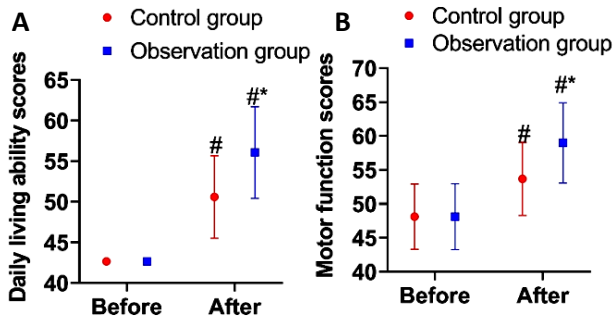 A
Control group
Observation group
Daily living ability scores
65
60
55
50
45
40
#
#*
Before
After
B
Control group
Observation group
Motor function scores
70
65
60
55
50
45
40
#
#*
Before
After